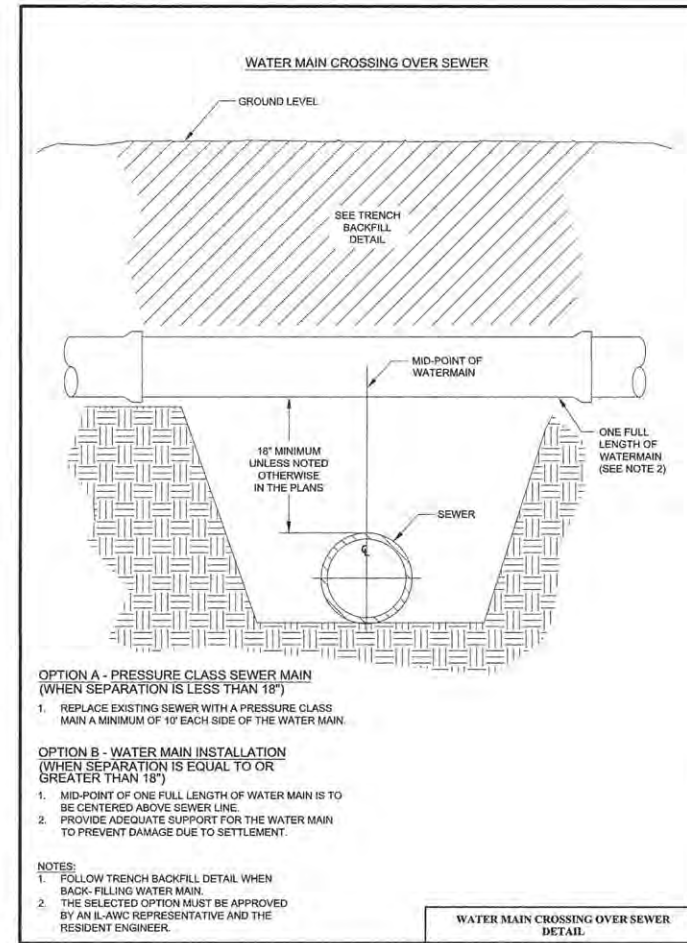 WATER MAIN CROSSING OVER SEWER
GROUND LEVEL
SEE TRENCH
BACKFILL
DETAIL
MID-POINT OF
WATERMAIN
18" MINIMUM
UNLESS NOTED
OTHERWISE
IN THE PLANS
ONE FULL
LENGTH OF
WATERMAIN
(SEE NOTE 2)
SEWER
℄
OPTION A - PRESSURE CLASS SEWER MAIN
(WHEN SEPARATION IS LESS THAN 18")
1. REPLACE EXISTING SEWER WITH A PRESSURE CLASS
MAIN A MINIMUM OF 10' EACH SIDE OF THE WATER MAIN.
OPTION B - WATER MAIN INSTALLATION
(WHEN SEPARATION IS EQUAL TO OR
GREATER THAN 18")
1. MID-POINT OF ONE FULL LENGTH OF WATER MAIN IS TO
BE CENTERED ABOVE SEWER LINE.
2. PROVIDE ADEQUATE SUPPORT FOR THE WATER MAIN
TO PREVENT DAMAGE DUE TO SETTLEMENT.
NOTES:
1. FOLLOW TRENCH BACKFILL DETAIL WHEN
BACK- FILLING WATER MAIN.
2. THE SELECTED OPTION MUST BE APPROVED
BY AN IL-AWC REPRESENTATIVE AND THE
RESIDENT ENGINEER.
WATER MAIN CROSSING OVER SEWER
DETAIL